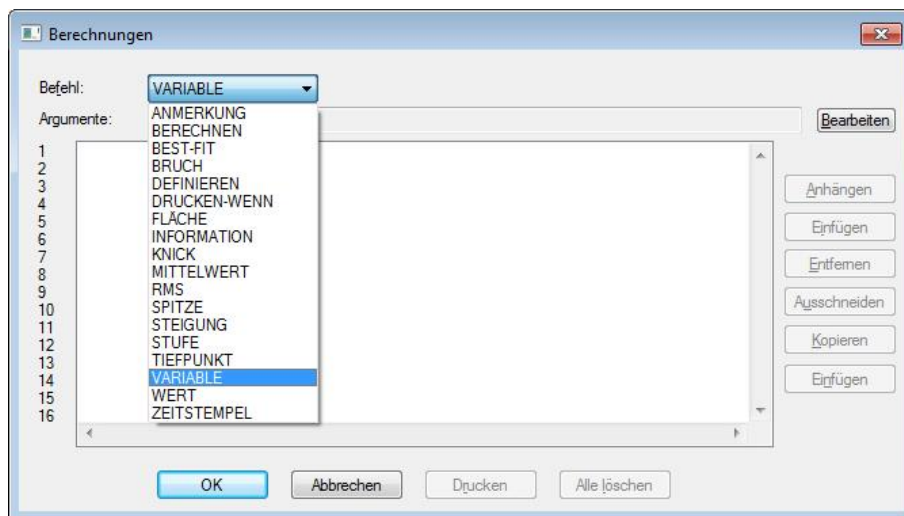 Berechnungen
Befehl:
VARIABLE
Argumente:
Bearbeiten
ANMERKUNG
BERECHNEN
BEST-FIT
BRUCH
DEFINIEREN
DRUCKEN-WENN
FLÄCHE
INFORMATION
KNICK
MITTELWERT
RMS
SPITZE
STEIGUNG
STUFE
TIEFPUNKT
VARIABLE
WERT
ZEITSTEMPEL
1
2
3
4
5
6
7
8
9
10
11
12
13
14
15
16
Anhängen
Einfügen
Entfernen
Ausschneiden
Kopieren
Einfügen
OK
Abbrechen
Drucken
Alle löschen